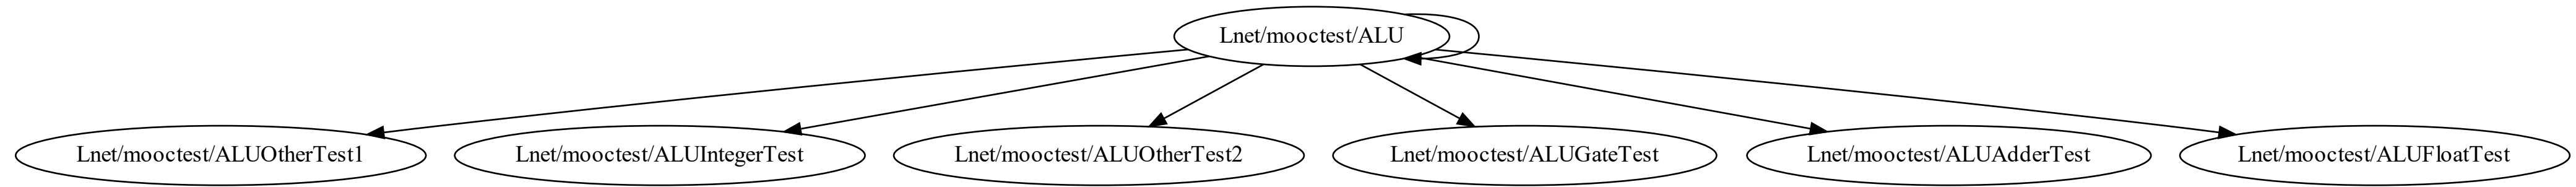 Lnet/mooctest/ALU
Lnet/mooctest/ALUOtherTest1
Lnet/mooctest/ALUIntegerTest
Lnet/mooctest/ALUOtherTest2
Lnet/mooctest/ALUGateTest
Lnet/mooctest/ALUAdderTest
Lnet/mooctest/ALUFloatTest